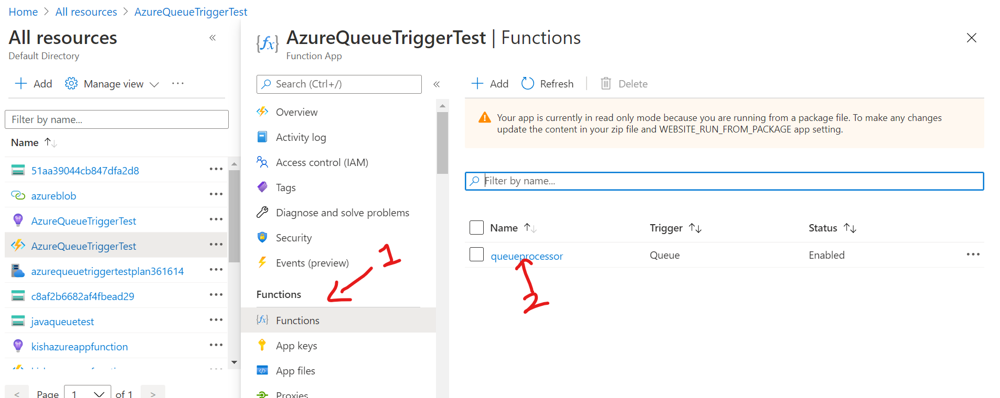 Home > All resources > AzureQueueTriggerTest
All resources
«
Default Directory
Add
Manage view
Filter by name...
Name
51aa39044cb847dfa2d8
azureblob
AzureQueueTriggerTest
AzureQueueTriggerTest
azurequeuetriggertestplan361614
c8af2b6682af4fbead29
javaqueuetest
kishazureappfunction
< Page 1 of 1 >
{fx} AzureQueueTriggerTest | Functions
Function App
Search (Ctrl+/)
«
Overview
Activity log
Access control (IAM)
Tags
Diagnose and solve problems
Security
Events (preview)
1
Functions
{fx} Functions
App keys
App files
Proxies
Add
Refresh
Delete
Your app is currently in read only mode because you are running from a package file. To make any changes
update the content in your zip file and WEBSITE_RUN_FROM_PACKAGE app setting.
Filter by name...
Name Trigger Status
queueprocessor Queue Enabled
2